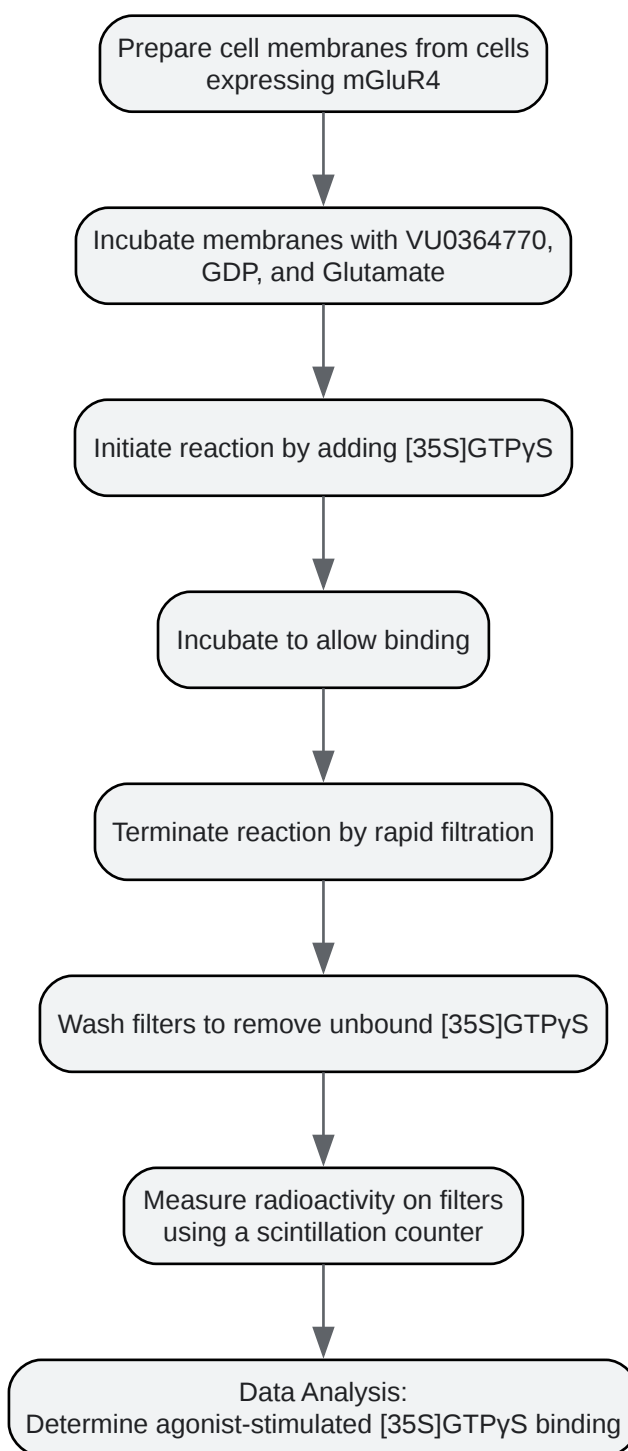 Prepare cell membranes from cells
expressing mGluR4
Incubate membranes with VU0364770,
GDP, and Glutamate
Initiate reaction by adding [35S]GTPγS
Incubate to allow binding
Terminate reaction by rapid filtration
Wash filters to remove unbound [35S]GTPγS
Measure radioactivity on filters
using a scintillation counter
Data Analysis:
Determine agonist-stimulated [35S]GTPγS binding